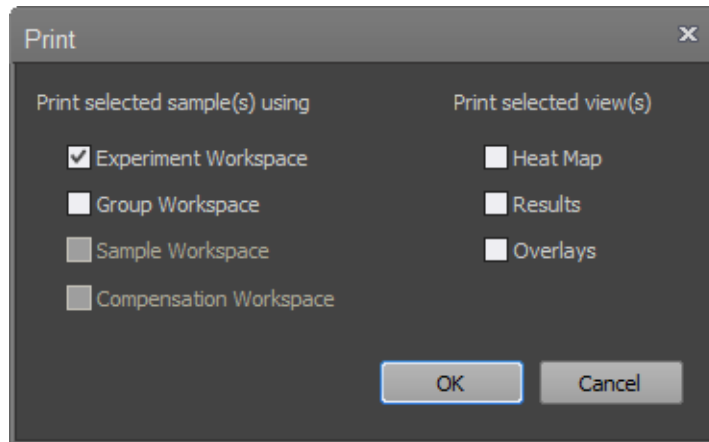 Print
Print selected sample(s) using
Experiment Workspace
Group Workspace
Sample Workspace
Compensation Workspace
Print selected view(s)
Heat Map
Results
Overlays
OK
Cancel